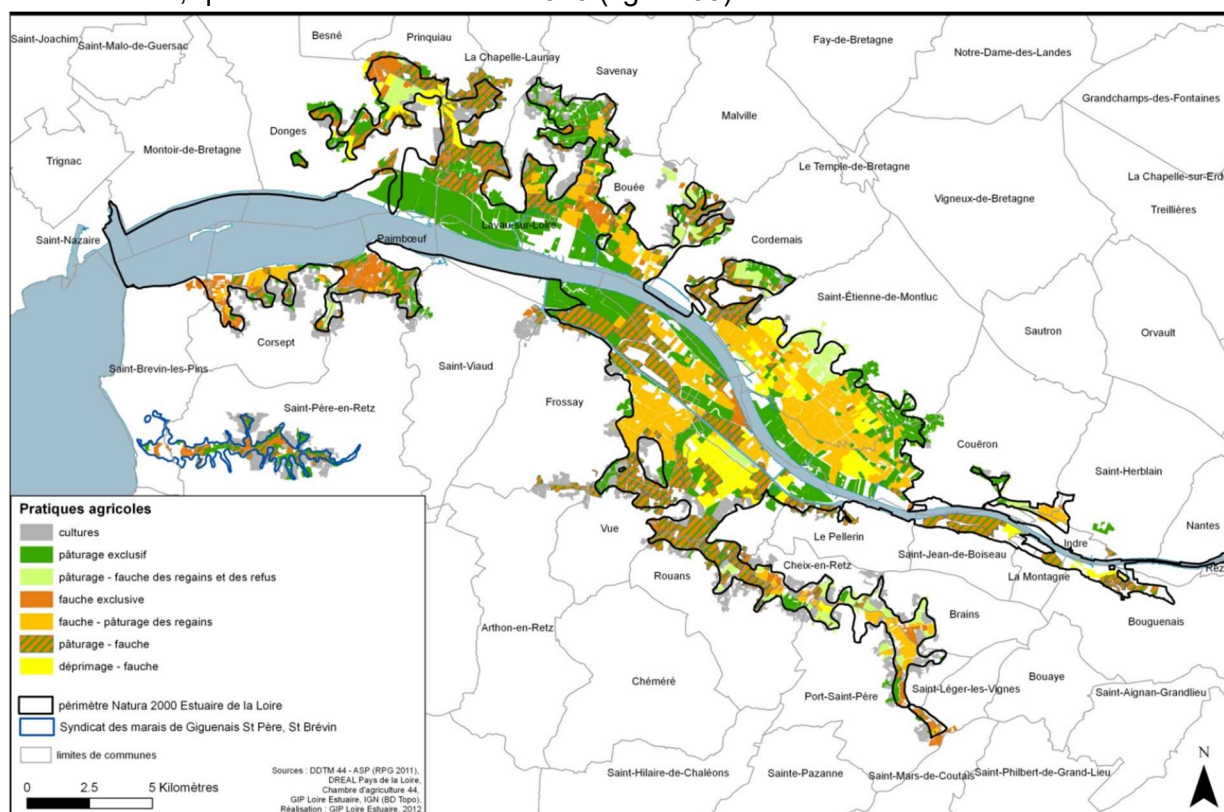 Saint-Joachim
Saint-Malo-de-Guersac
Besné
Prinquiau
La Chapelle-Launay
Savenay
Fay-de-Bretagne
Notre-Dame-des-Landes
Grandchamps-des-Fontaines
Malville
Donges
Trignac
Montoir-de-Bretagne
Le Temple-de-Bretagne
La Chapelle-sur-Erd
Bouée
Vigneux-de-Bretagne
Treillières
Saint-Nazaire
Paimbœuf
Lavau-sur-Loire
Cordemais
Saint-Étienne-de-Montluc
Sautron
Orvault
Corsept
Saint-Brevin-les-Pins
Saint-Viaud
Saint-Père-en-Retz
Frossay
Couëron
Saint-Herblain
Nantes
Vue
Le Pellerin
Saint-Jean-de-Boiseau
Indre
Rez
Rouans
Cheix-en-Retz
La Montagne
Bouguenais
Arthon-en-Retz
Brains
Chéméré
Port-Saint-Père
Saint-Léger-les-Vignes
Bouaye
Saint-Aignan-Grandlieu
Saint-Hilaire-de-Chaléons
Sainte-Pazanne
Saint-Mars-de-Coutais
Saint-Philbert-de-Grand-Lieu
Pratiques agricoles
cultures
pâturage exclusif
pâturage - fauche des regains et des refus
fauche exclusive
fauche - pâturage des regains
pâturage - fauche
déprimage - fauche
périmètre Natura 2000 Estuaire de la Loire
Syndicat des marais de Giguenais St Père, St Brévin
limites de communes
0 2.5 5 Kilomètres
Sources : DDTM 44 - ASP (RPG 2011),
DREAL Pays de la Loire,
Chambre d'agriculture 44,
GIP Loire Estuaire, IGN (BD Topo).
Réalisation : GIP Loire Estuaire, 2012
N